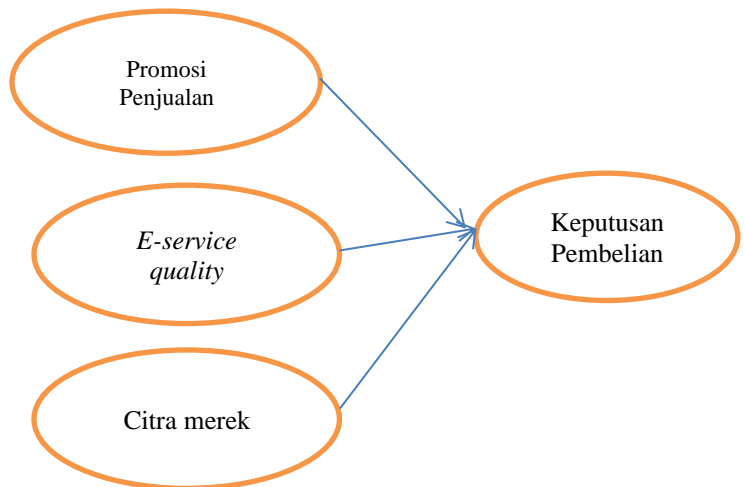 Promosi
Penjualan
E-service
quality
Citra merek
Keputusan
Pembelian